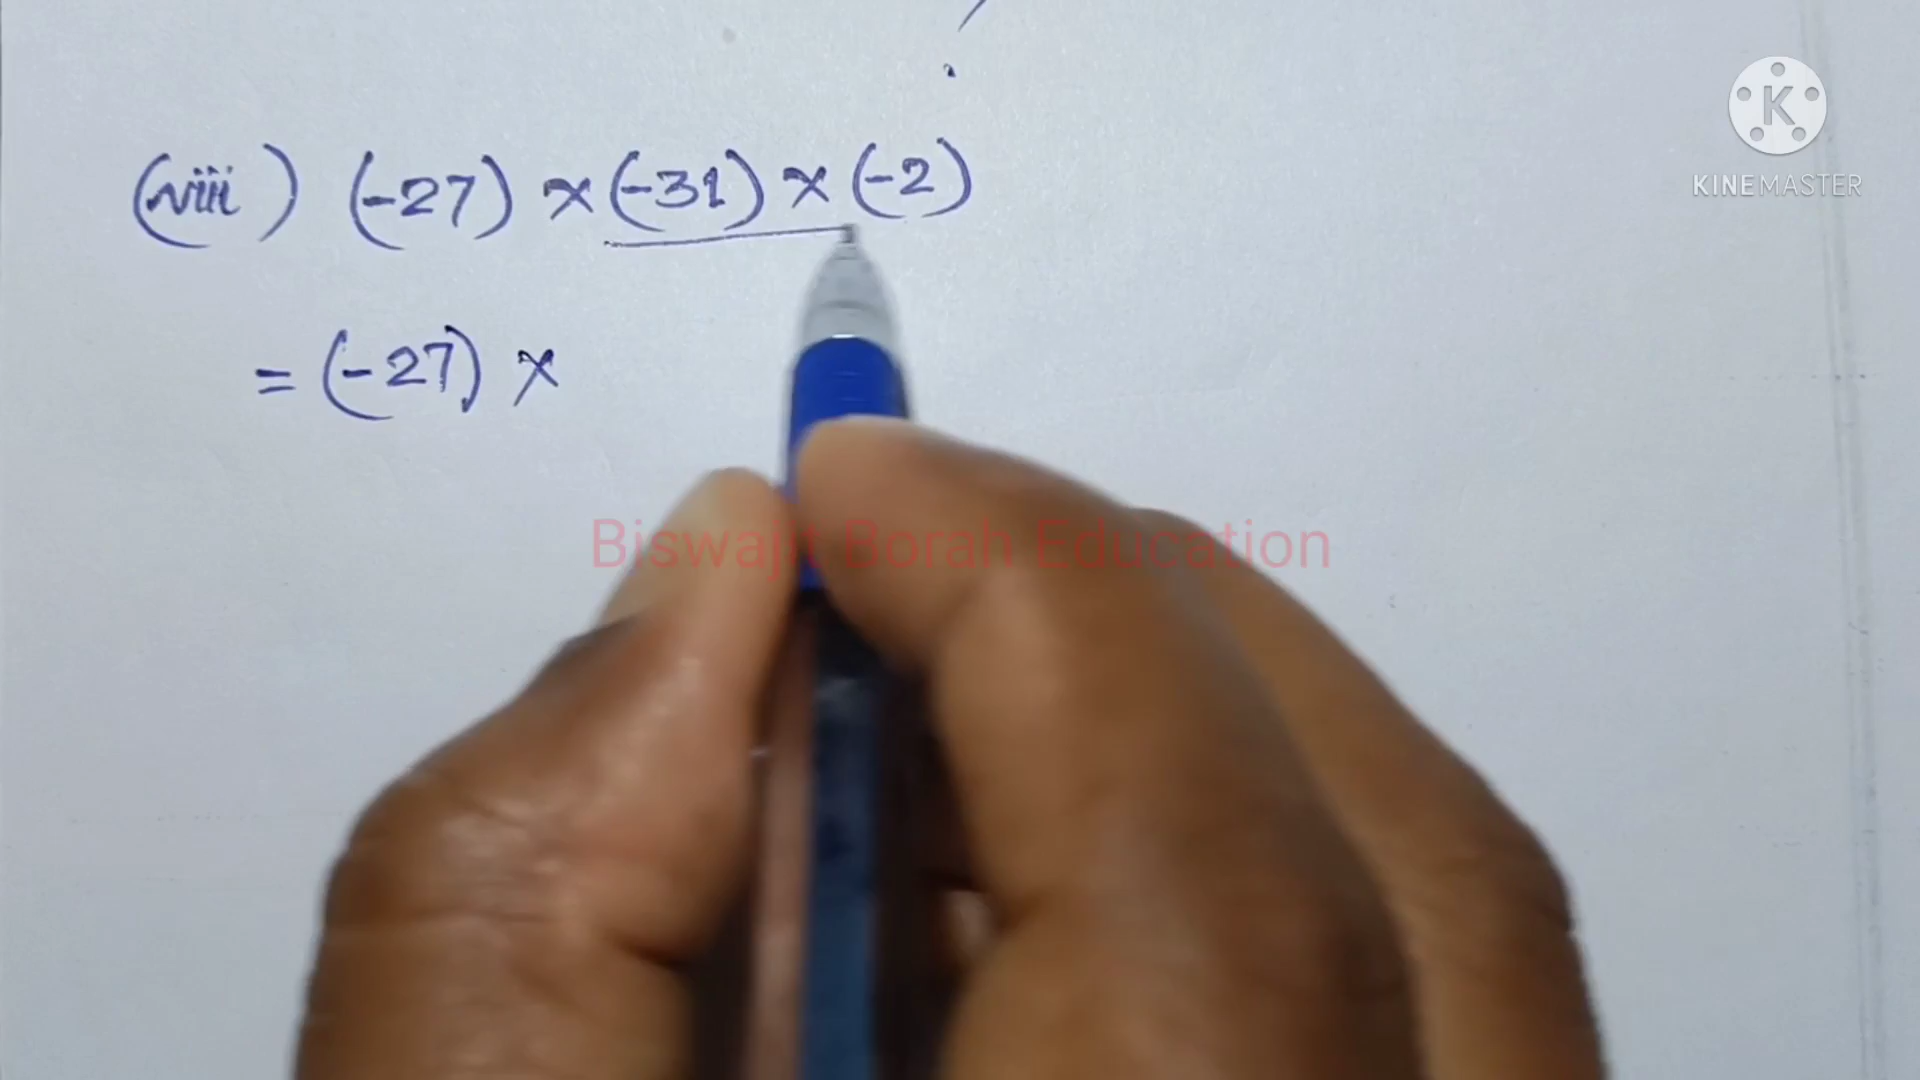 (viii) (-27) × (-31) × (-2)
= (-27) ×
KINEMASTER
Biswajit Borah Education